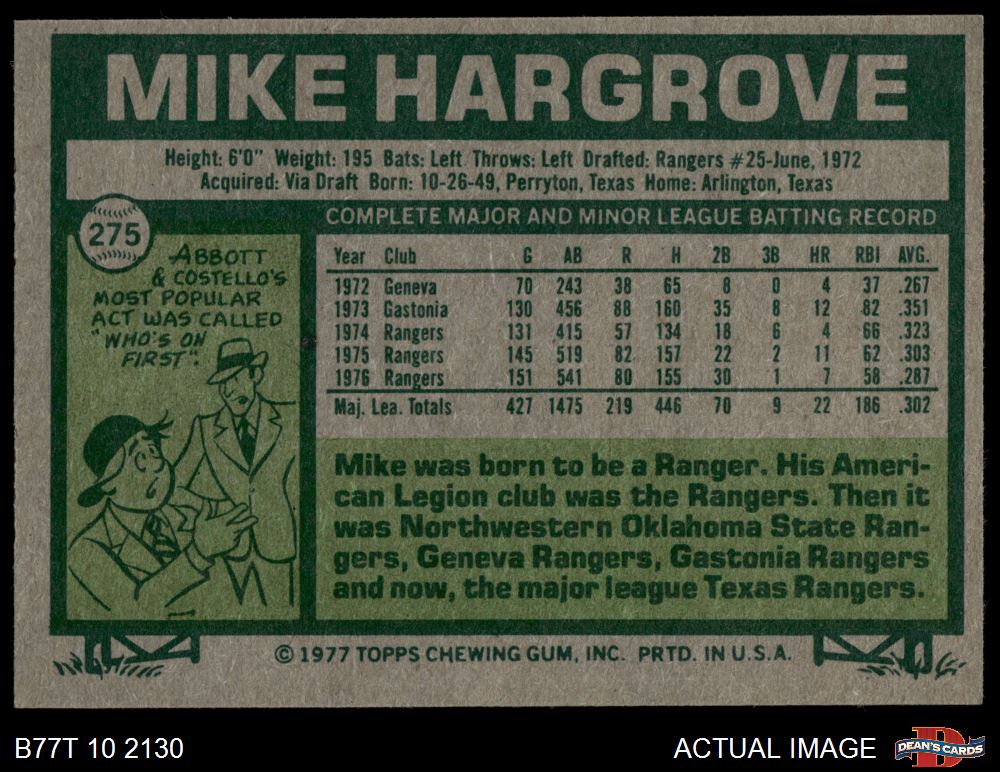 MIKE HARGROVE
Height: 6'0" Weight: 195 Bats: Left Throws: Left Drafted: Rangers #25-June, 1972
Acquired: Via Draft Born: 10-26-49, Perryton, Texas Home: Arlington, Texas
275
ABBOTT
& COSTELLO'S
MOST POPULAR
ACT WAS CALLED
"WHO'S ON
FIRST".
COMPLETE MAJOR AND MINOR LEAGUE BATTING RECORD
Year Club G AB R H 2B 3B HR RBI AVG.
1972 Geneva 70 243 38 65 8 0 4 37 .267
1973 Gastonia 130 456 88 160 35 8 12 82 .351
1974 Rangers 131 415 57 134 18 6 4 66 .323
1975 Rangers 145 519 82 157 22 2 11 62 .303
1976 Rangers 151 541 80 155 30 1 7 58 .287
Maj. Lea. Totals 427 1475 219 446 70 9 22 186 .302
Mike was born to be a Ranger. His Ameri-
can Legion club was the Rangers. Then it
was Northwestern Oklahoma State Ran-
gers, Geneva Rangers, Gastonia Rangers
and now, the major league Texas Rangers.
© 1977 TOPPS CHEWING GUM, INC. PRTD. IN U.S.A.
B77T 10 2130
ACTUAL IMAGE
D
DEAN'S CARDS